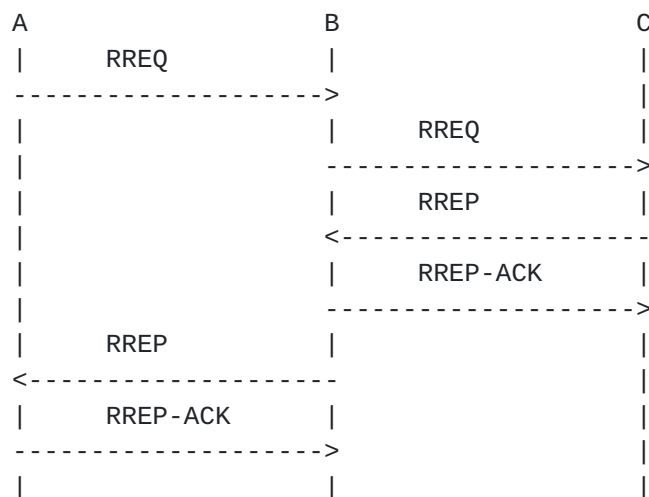 A B C
| RREQ | |
--------------------> |
| | RREQ |
| -------------------->
| | RREP |
| <--------------------
| | RREP-ACK |
| -------------------->
| RREP | |
<-------------------- |
| RREP-ACK | |
--------------------> |
| | |